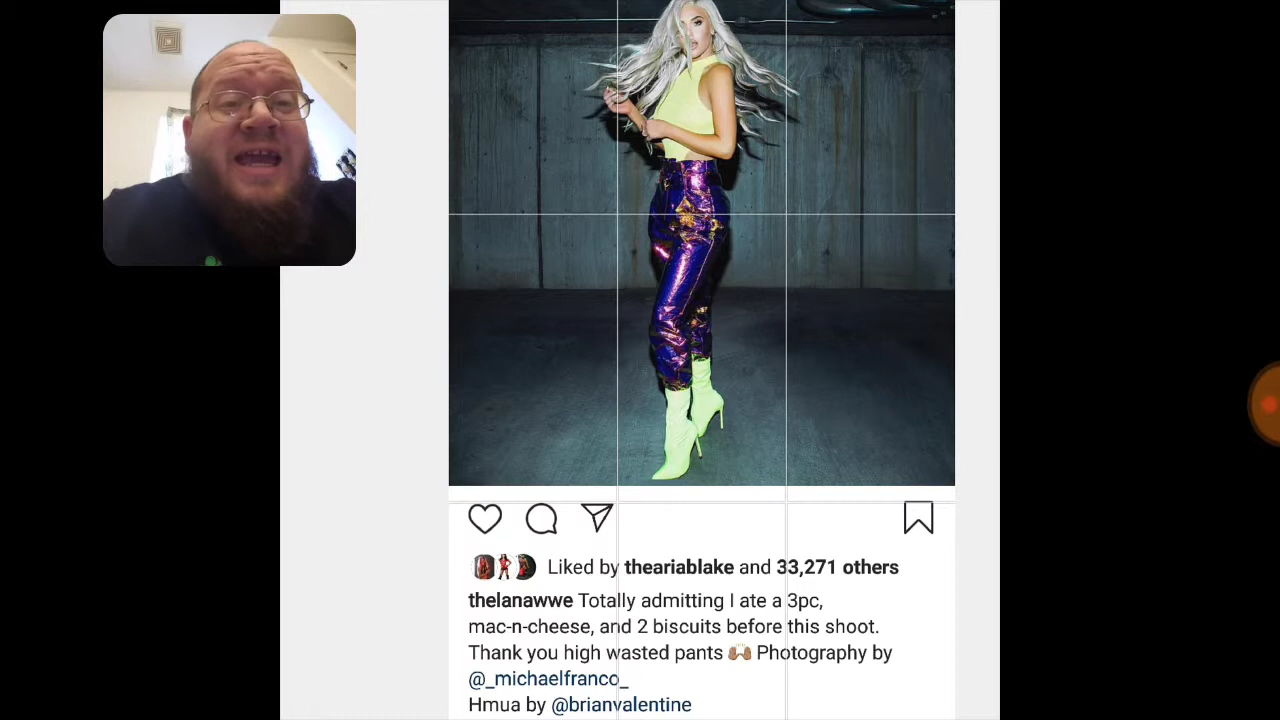 Liked by theariablake and 33,271 others
thelanawwe Totally admitting I ate a 3pc,
mac-n-cheese, and 2 biscuits before this shoot.
Thank you high wasted pants 🙌🏽 Photography by
@_michaelfranco_
Hmua by @brianvalentine